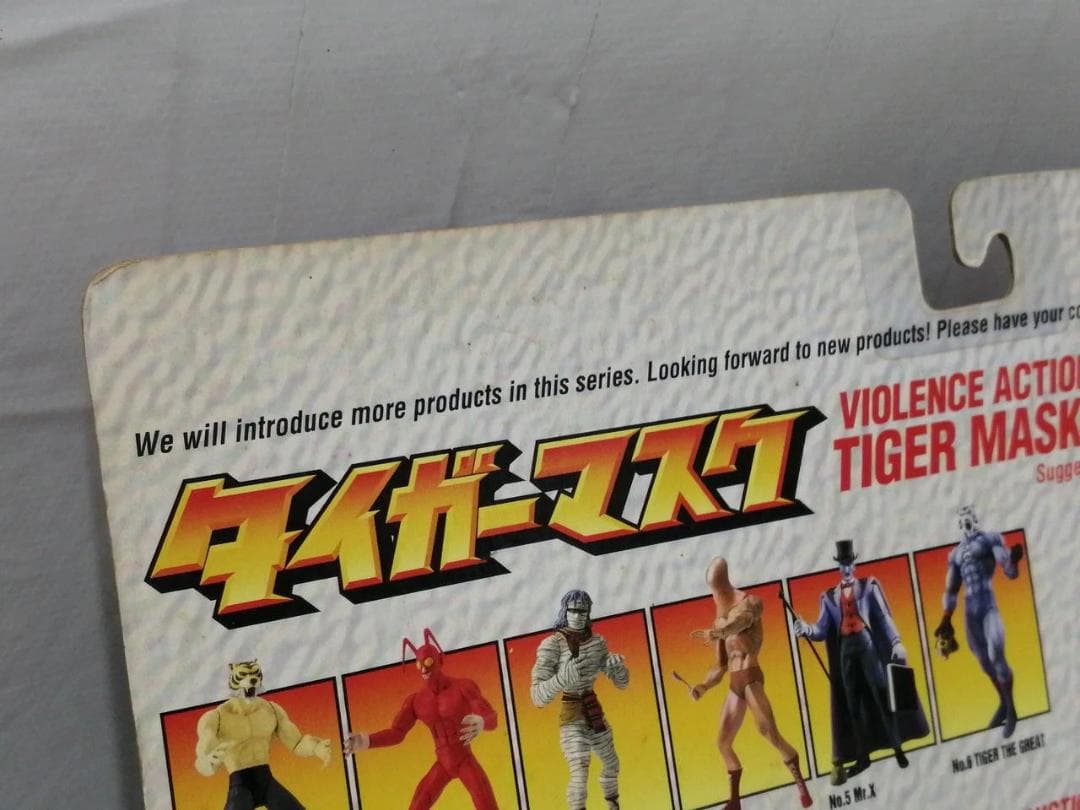 We will introduce more products in this series. Looking forward to new products! Please have your
タイガーマスク
VIOLENCE ACTION
TIGER MASK
No.5 Mr.X
No.6 TIGER THE GREAT